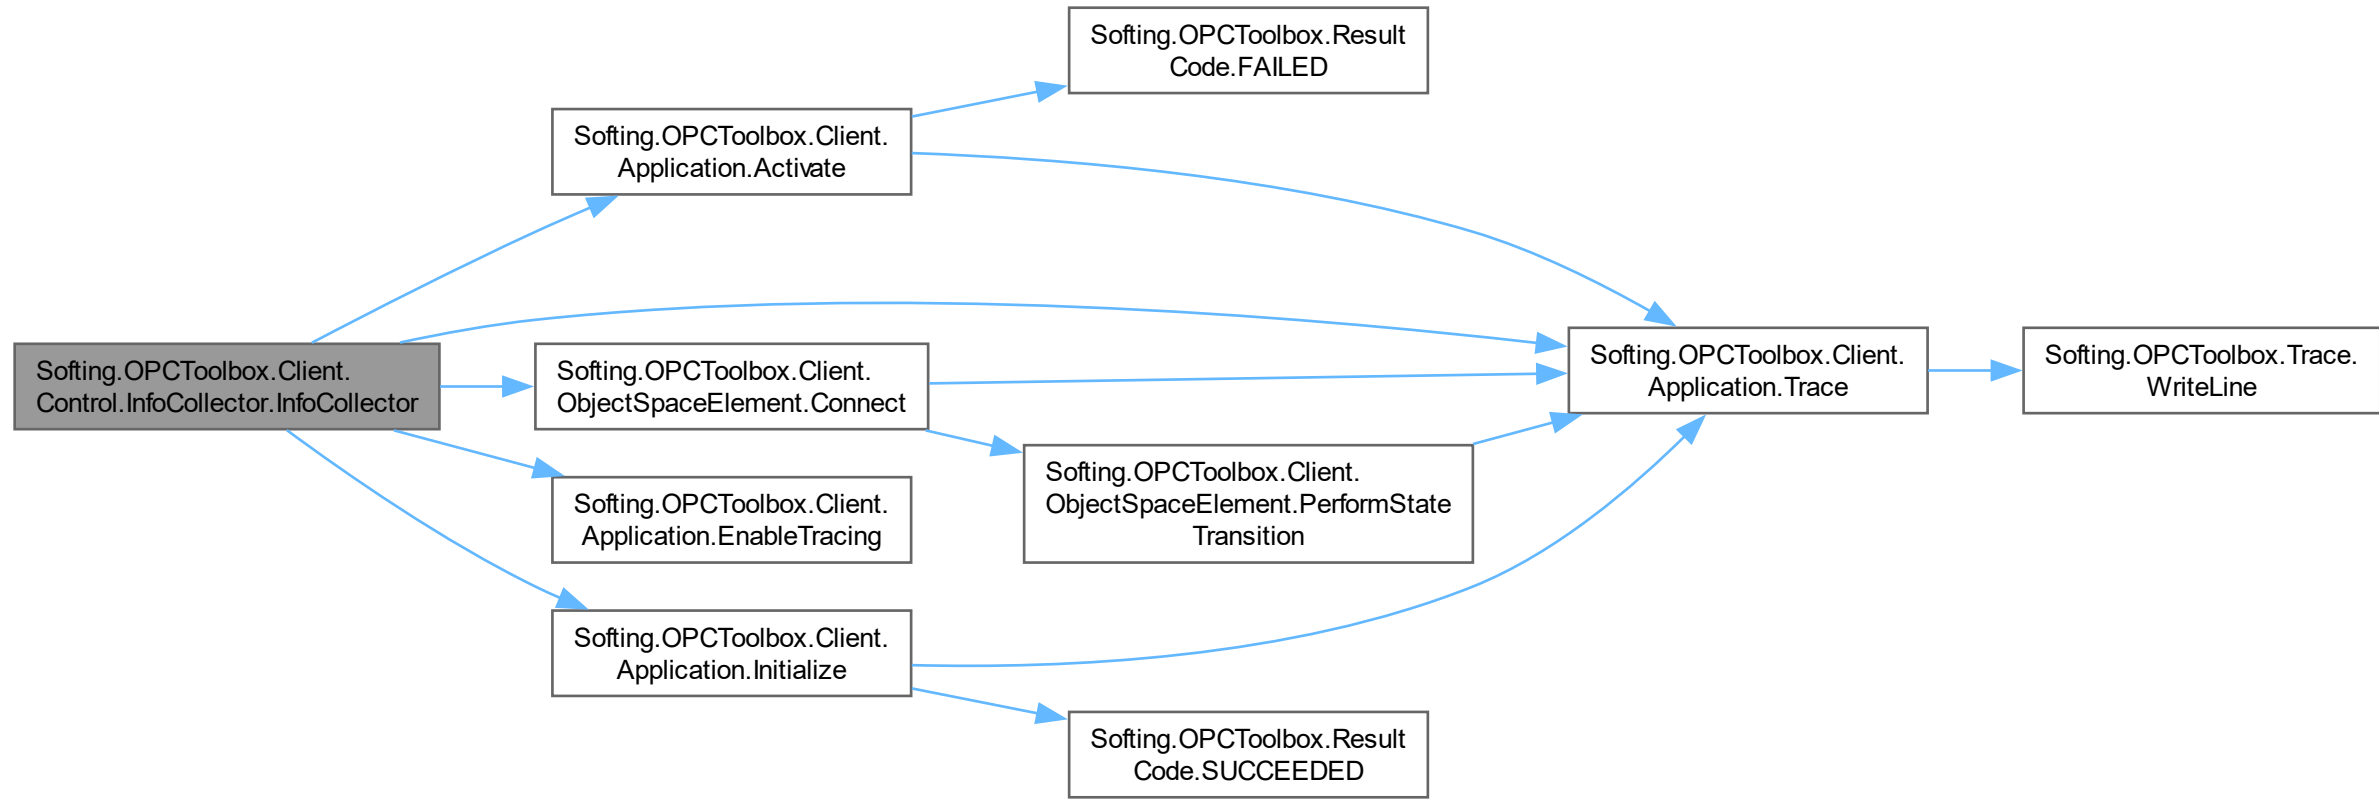 Softing.OPCToolbox.Client.
Control.InfoCollector.InfoCollector
Softing.OPCToolbox.Client.
Application.Activate
Softing.OPCToolbox.Result
Code.FAILED
Softing.OPCToolbox.Client.
Application.Trace
Softing.OPCToolbox.Trace.
WriteLine
Softing.OPCToolbox.Client.
ObjectSpaceElement.Connect
Softing.OPCToolbox.Client.
ObjectSpaceElement.PerformState
Transition
Softing.OPCToolbox.Client.
Application.EnableTracing
Softing.OPCToolbox.Client.
Application.Initialize
Softing.OPCToolbox.Result
Code.SUCCEEDED